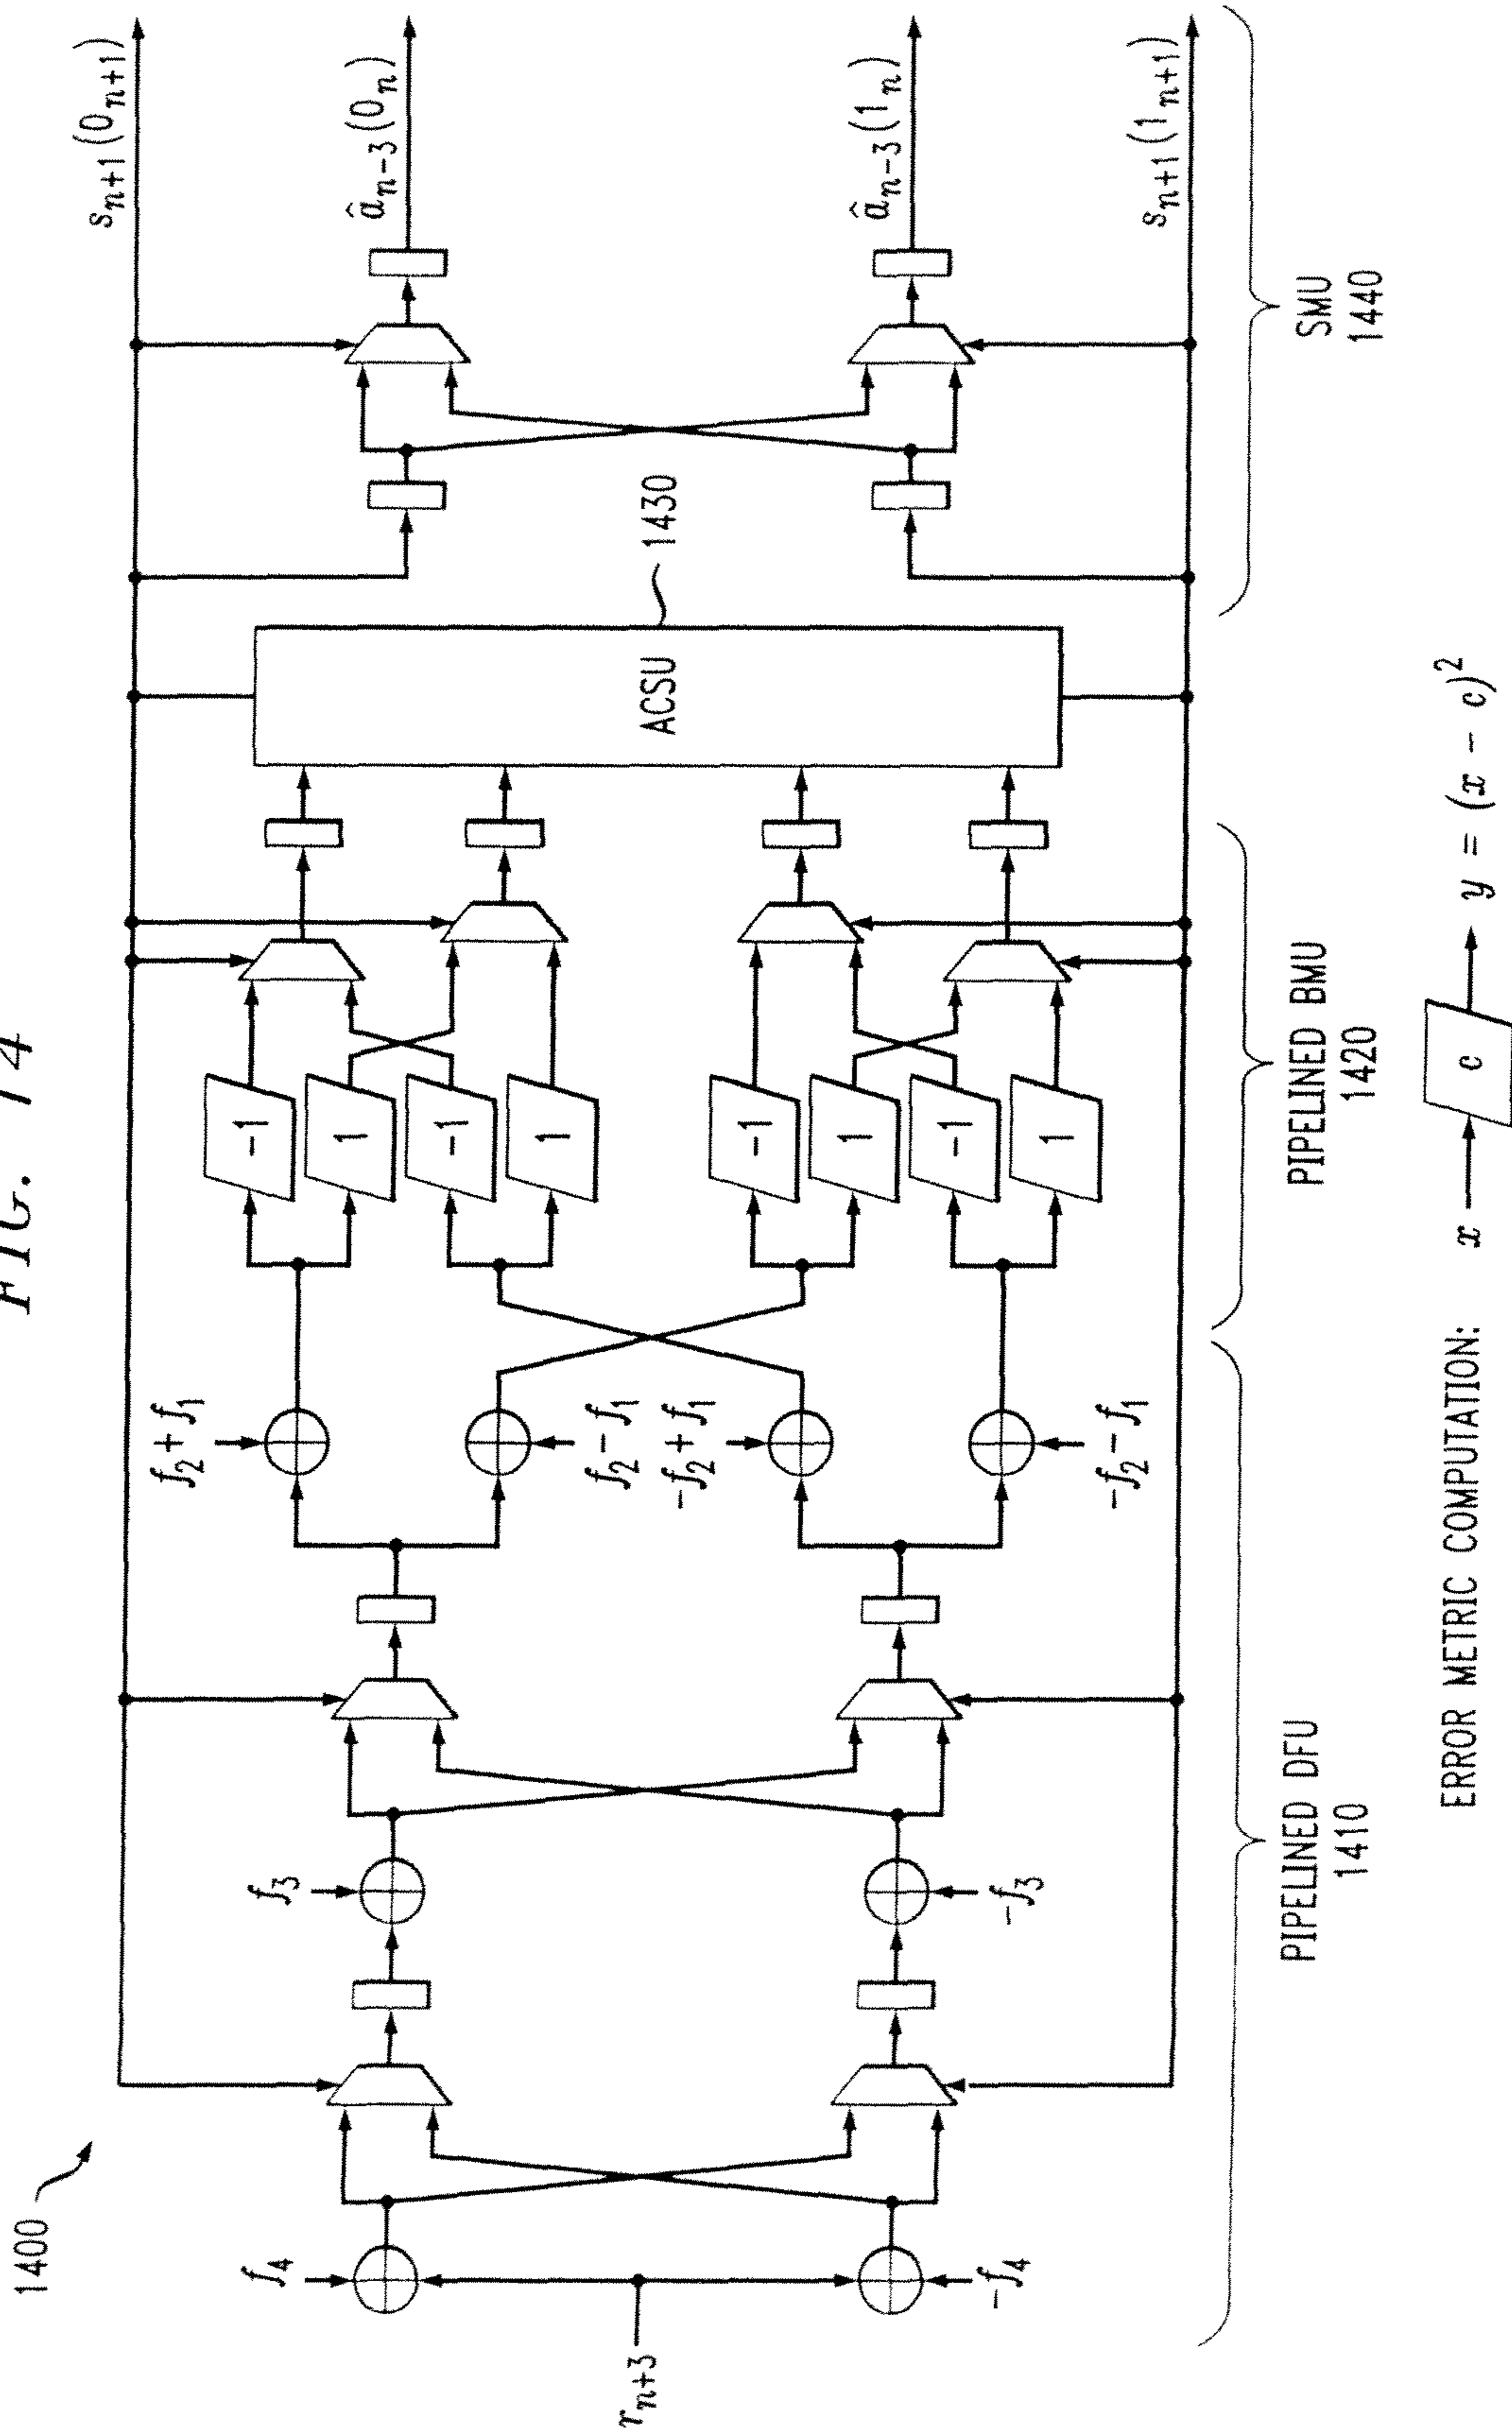 FIG. 14
1400
s_{n+1}(0_{n+1})
f_4
f_3
f_2+f_1
-1
1
-1
1
\hat{a}_{n-3}(0_n)
f_2-f_1
r_{n+3}
ACSU
1430
-f_2+f_1
-1
1
-1
1
\hat{a}_{n-3}(1_n)
-f_4
-f_3
-f_2-f_1
s_{n+1}(1_{n+1})
PIPELINED DFU
1410
PIPELINED BMU
1420
SMU
1440
ERROR METRIC COMPUTATION: x c y = (x - c)^2